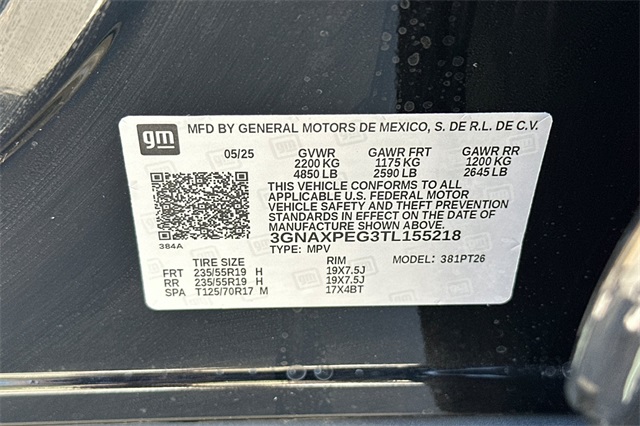 gm MFD BY GENERAL MOTORS DE MEXICO, S. DE R.L. DE C.V.
05/25 GVWR GAWR FRT GAWR RR
2200 KG 1175 KG 1200 KG
4850 LB 2590 LB 2645 LB
THIS VEHICLE CONFORMS TO ALL
APPLICABLE U.S. FEDERAL MOTOR
VEHICLE SAFETY AND THEFT PREVENTION
STANDARDS IN EFFECT ON THE DATE OF
MANUFACTURE SHOWN ABOVE.
3GNAXPEG3TL155218
384A TYPE: MPV MODEL: 381PT26
TIRE SIZE RIM
FRT 235/55R19 H 19X7.5J
RR 235/55R19 H 19X7.5J
SPA T125/70R17 M 17X4BT